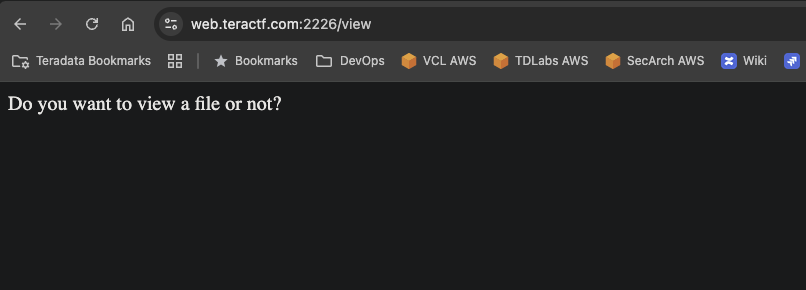 web.teractf.com:2226/view
Teradata Bookmarks Bookmarks DevOps VCL AWS TDLabs AWS SecArch AWS Wiki
Do you want to view a file or not?